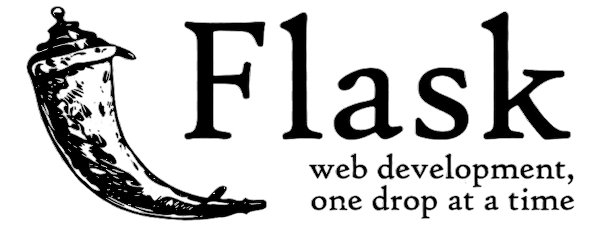 Flask
web development,
one drop at a time